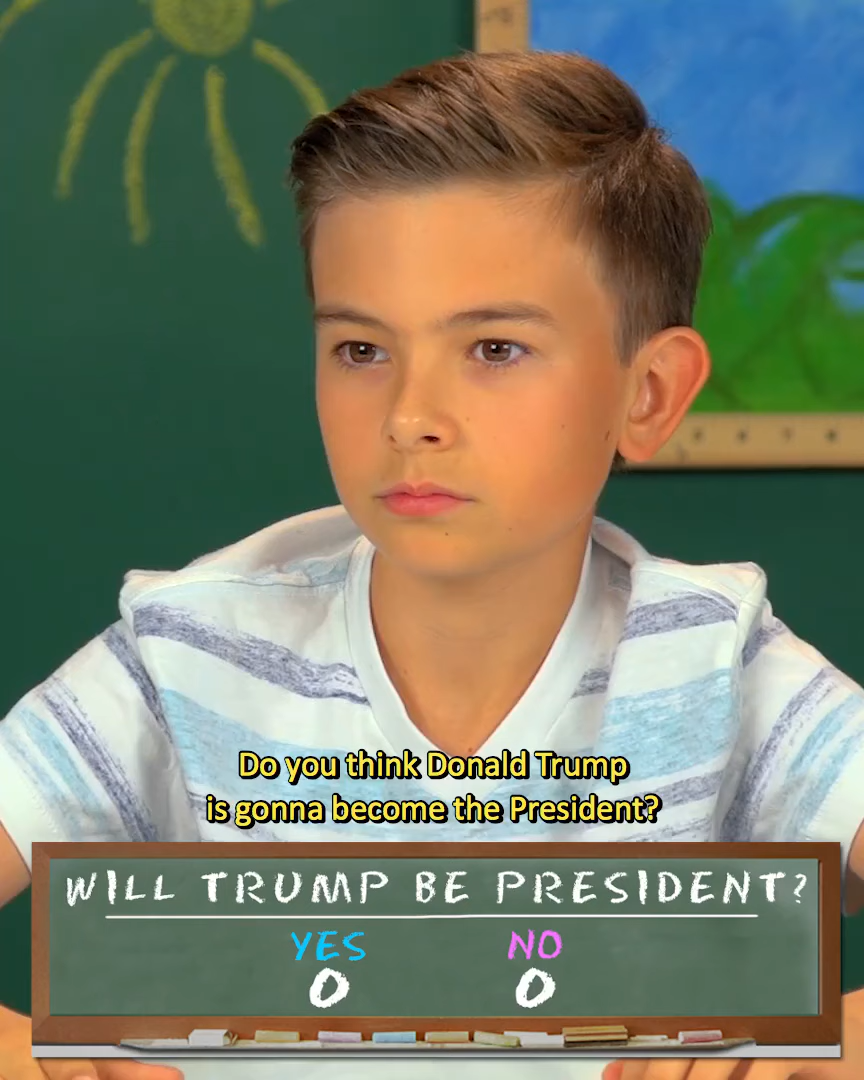 Do you think Donald Trump
is gonna become the President?
WILL TRUMP BE PRESIDENT?
YES NO
0 0